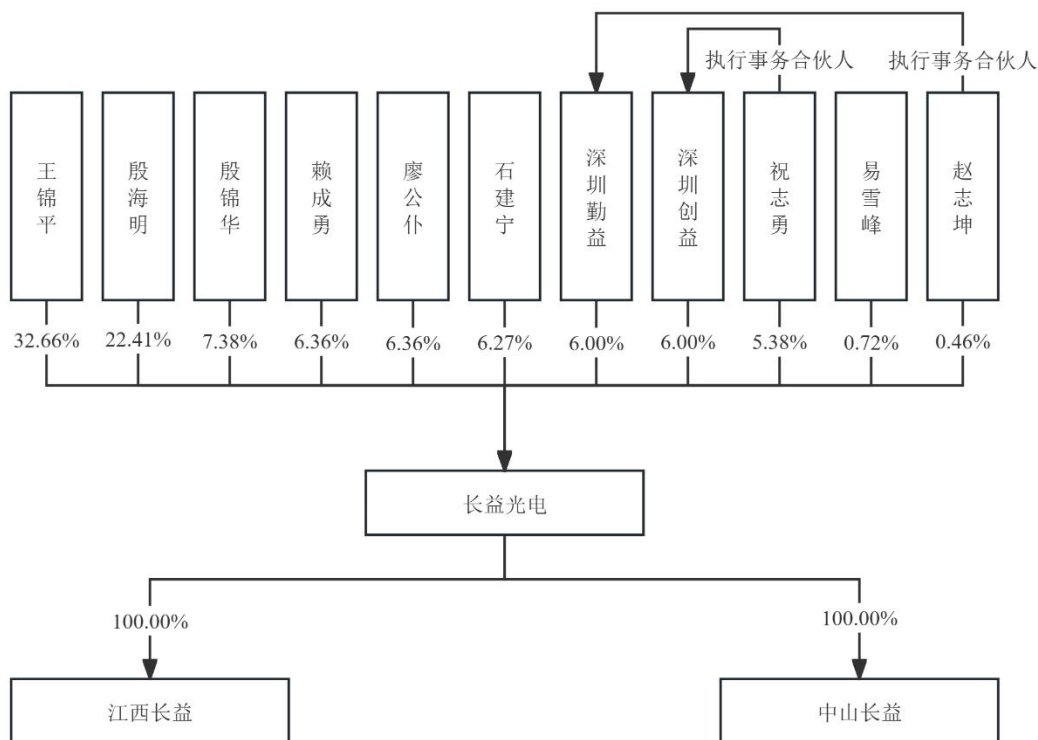 执行事务合伙人
执行事务合伙人
王锦平
殷海明
殷锦华
赖成勇
廖公仆
石建宁
深圳勤益
深圳创益
祝志勇
易雪峰
赵志坤
32.66%
22.41%
7.38%
6.36%
6.36%
6.27%
6.00%
6.00%
5.38%
0.72%
0.46%
长益光电
100.00%
100.00%
江西长益
中山长益